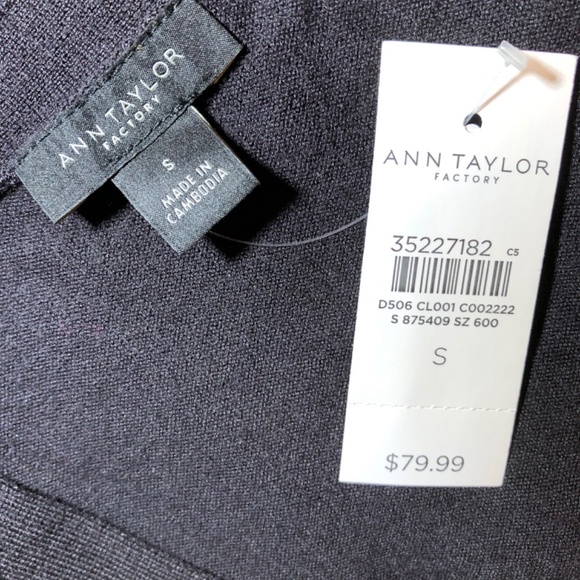 ANN TAYLOR
FACTORY
S
MADE IN
CAMBODIA
ANN TAYLOR
FACTORY
35227182 C5
D506 CL001 C002222
S 875409 SZ 600
S
$79.99